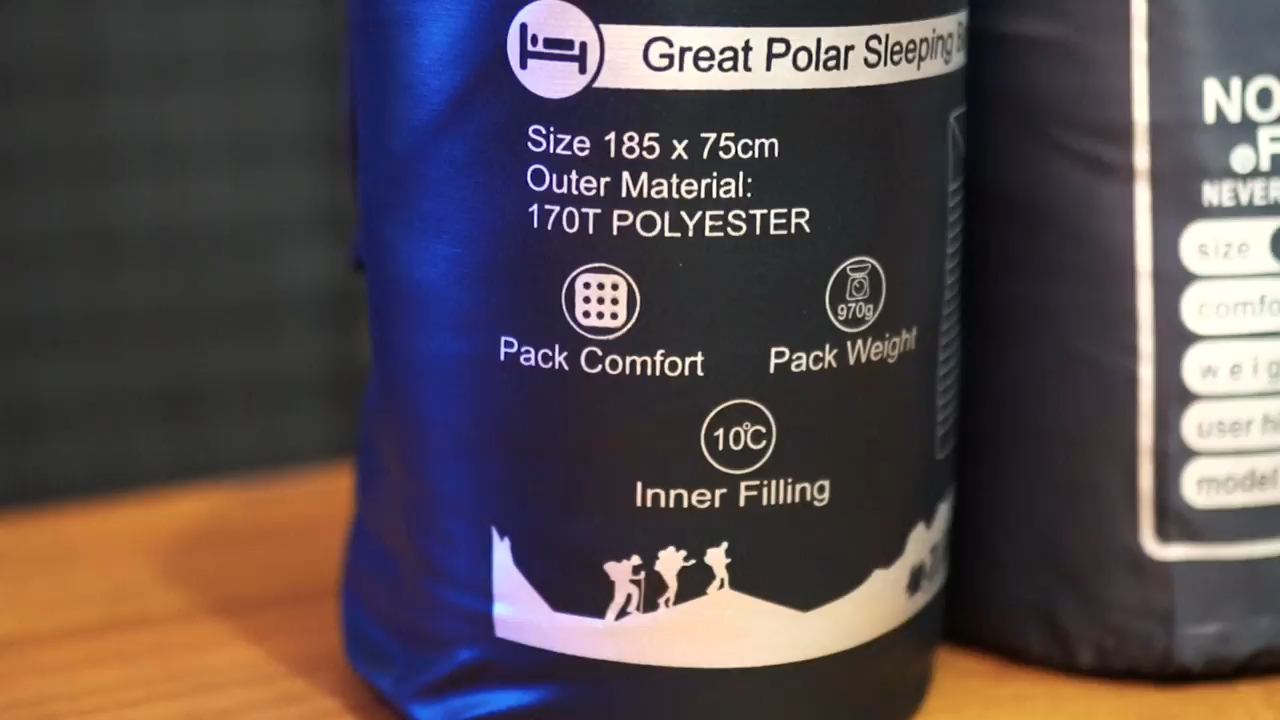 Great Polar Sleeping
Size 185 x 75cm
Outer Material:
170T POLYESTER
970g
Pack Comfort
Pack Weight
10℃
Inner Filling
NO
NEVER
size
user
model